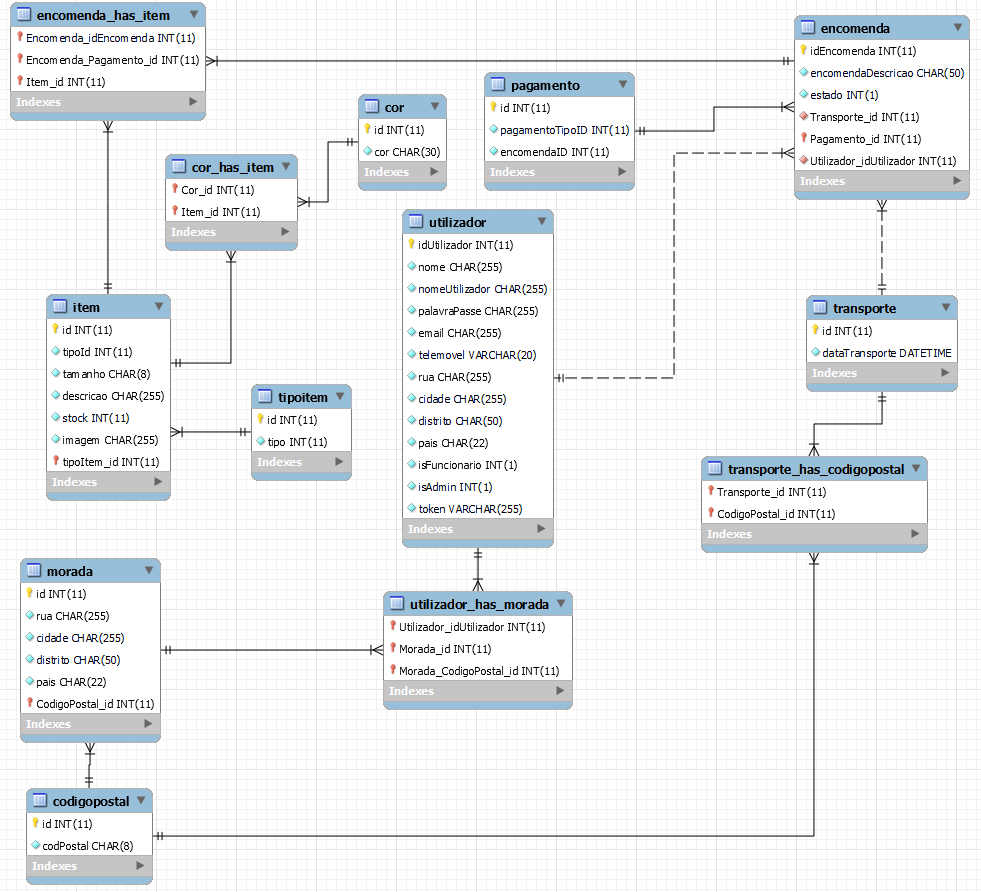 encomenda_has_item
Encomenda_idEncomenda INT(11)
Encomenda_Pagamento_id INT(11)
Item_id INT(11)
Indexes
encomenda
idEncomenda INT(11)
encomendaDescricao CHAR(50)
estado INT(1)
Transporte_id INT(11)
Pagamento_id INT(11)
Utilizador_idUtilizador INT(11)
Indexes
pagamento
id INT(11)
pagamentoTipoID INT(11)
encomendaID INT(11)
Indexes
cor
id INT(11)
cor CHAR(30)
Indexes
cor_has_item
Cor_id INT(11)
Item_id INT(11)
Indexes
utilizador
idUtilizador INT(11)
nome CHAR(255)
nomeUtilizador CHAR(255)
palavraPasse CHAR(255)
email CHAR(255)
telemovel VARCHAR(20)
rua CHAR(255)
cidade CHAR(255)
distrito CHAR(50)
pais CHAR(22)
isFuncionario INT(1)
isAdmin INT(1)
token VARCHAR(255)
Indexes
item
id INT(11)
tipoId INT(11)
tamanho CHAR(8)
descricao CHAR(255)
stock INT(11)
imagem CHAR(255)
tipoItem_id INT(11)
Indexes
transporte
id INT(11)
dataTransporte DATETIME
Indexes
tipoitem
id INT(11)
tipo INT(11)
Indexes
transporte_has_codigopostal
Transporte_id INT(11)
CodigoPostal_id INT(11)
Indexes
morada
id INT(11)
rua CHAR(255)
cidade CHAR(255)
distrito CHAR(50)
pais CHAR(22)
CodigoPostal_id INT(11)
Indexes
utilizador_has_morada
Utilizador_idUtilizador INT(11)
Morada_id INT(11)
Morada_CodigoPostal_id INT(11)
Indexes
codigopostal
id INT(11)
codPostal CHAR(8)
Indexes